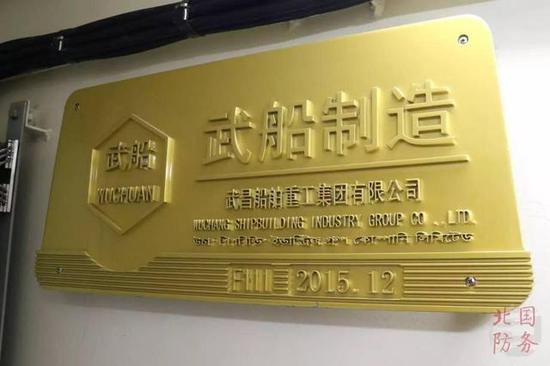 武船
WUCHUAN
武船制造
武昌船舶重工集团有限公司
WUCHANG SHIPBUILDING INDUSTRY GROUP CO .,LTD.
গ্রুপ কোম্পানি লিমিটেড
2015.12
北国
防务